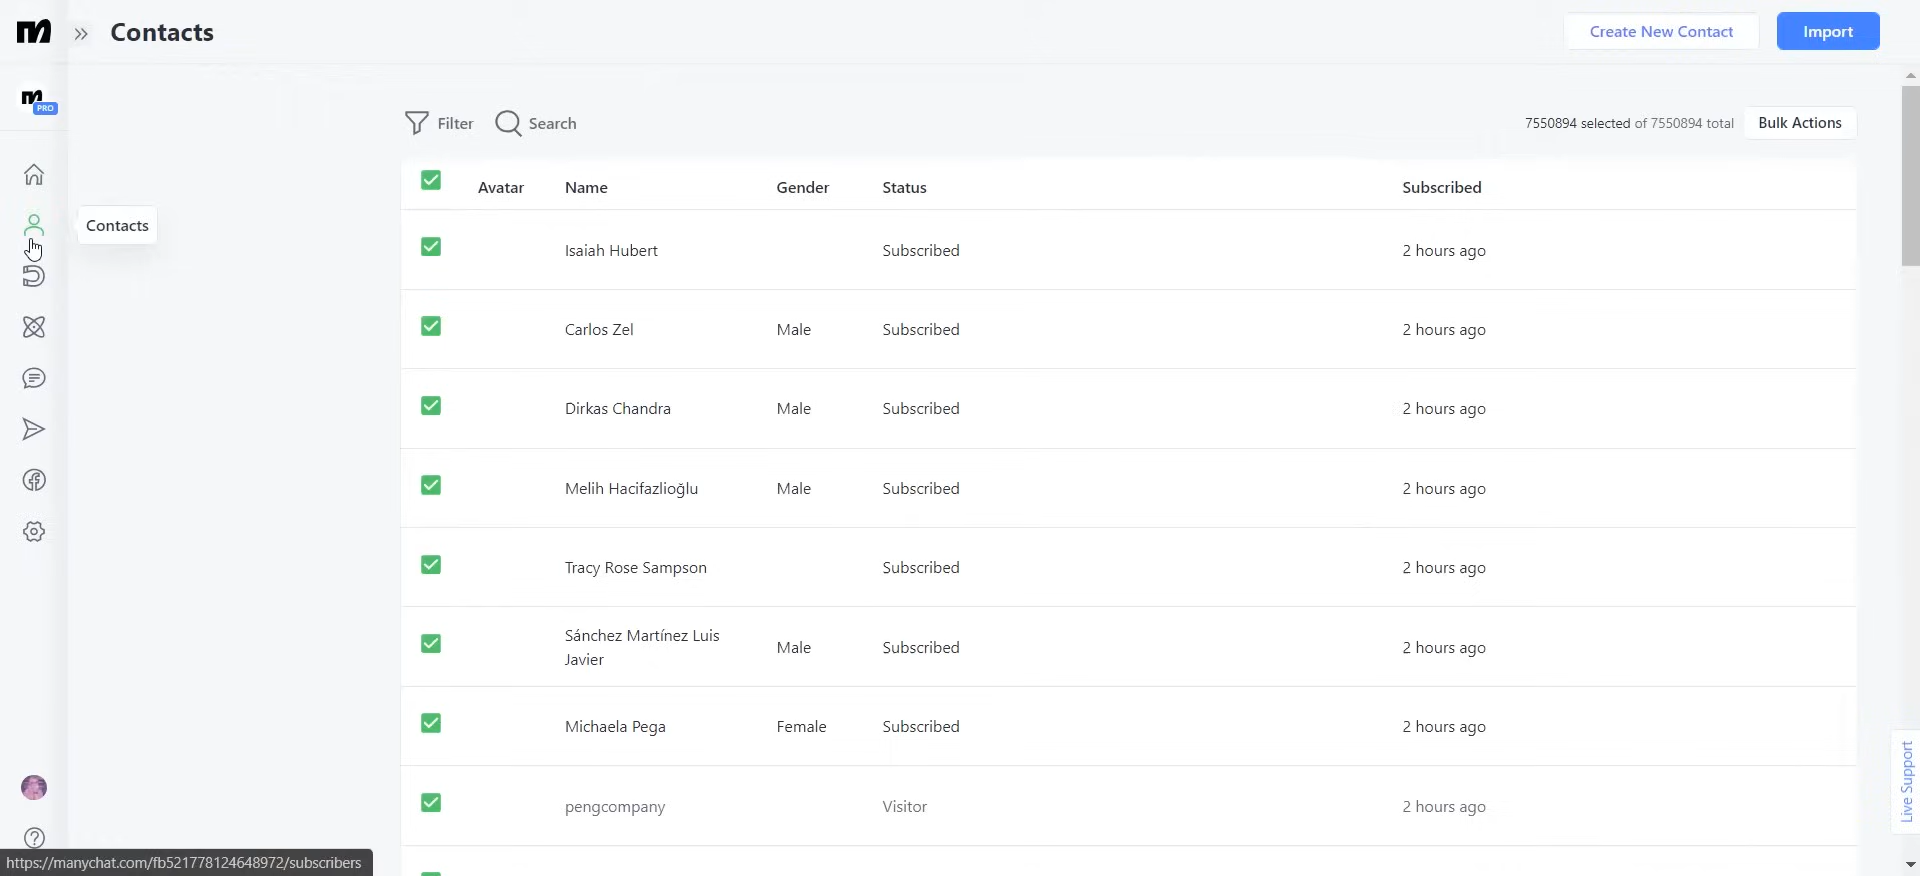 Contacts
Create New Contact
Import
PRO
Filter
Search
7550894 selected of 7550894 total
Bulk Actions
Avatar Name Gender Status Subscribed
Contacts
Isaiah Hubert Subscribed 2 hours ago
Carlos Zel Male Subscribed 2 hours ago
Dirkas Chandra Male Subscribed 2 hours ago
Melih Hacifazlioğlu Male Subscribed 2 hours ago
Tracy Rose Sampson Subscribed 2 hours ago
Sánchez Martínez Luis
Javier Male Subscribed 2 hours ago
Michaela Pega Female Subscribed 2 hours ago
pengcompany Visitor 2 hours ago
Live Support
https://manychat.com/fb521778124648972/subscribers